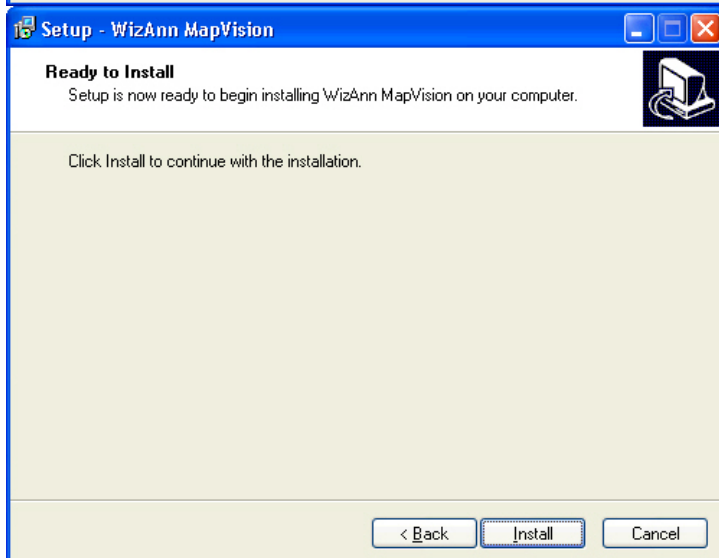 Setup - WizAnn MapVision
Ready to Install
Setup is now ready to begin installing WizAnn MapVision on your computer.
Click Install to continue with the installation.
< Back Install Cancel